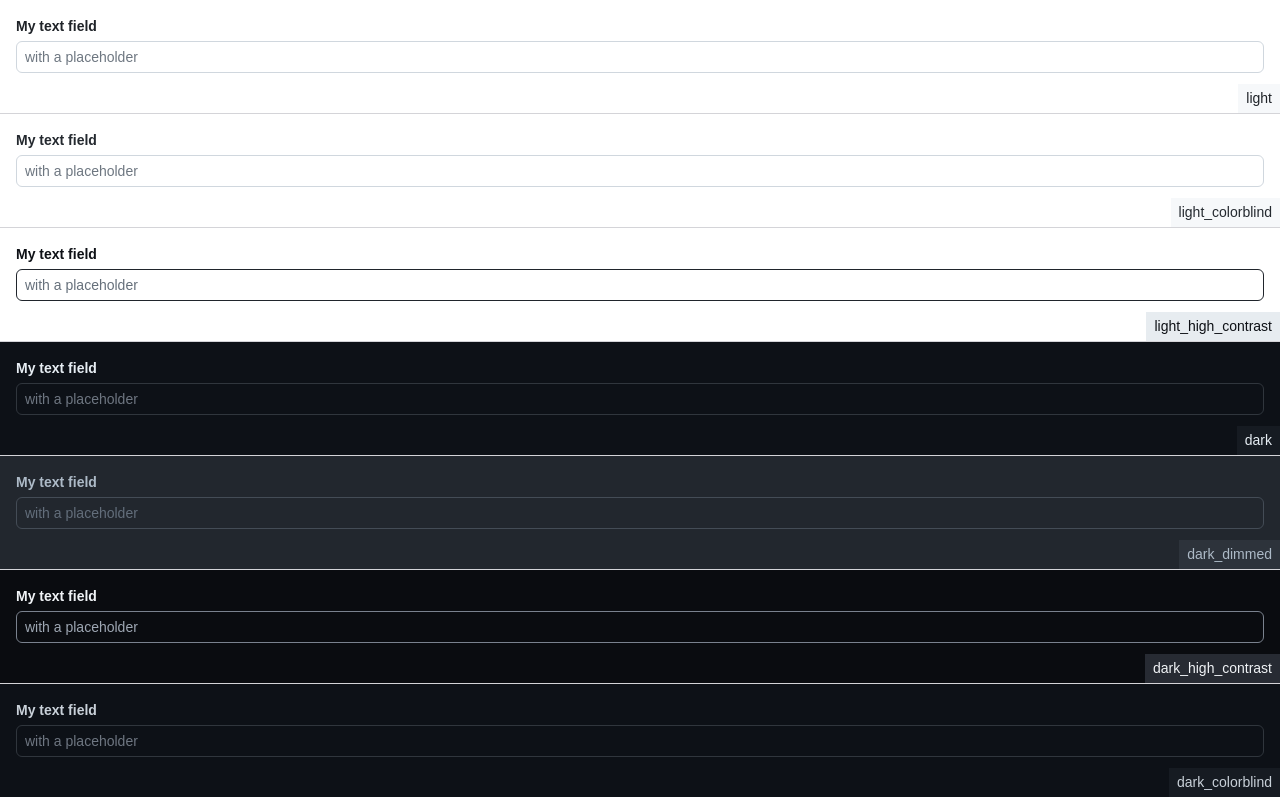 My text field
with a placeholder
light
My text field
with a placeholder
light_colorblind
My text field
with a placeholder
light_high_contrast
My text field
with a placeholder
dark
My text field
with a placeholder
dark_dimmed
My text field
with a placeholder
dark_high_contrast
My text field
with a placeholder
dark_colorblind